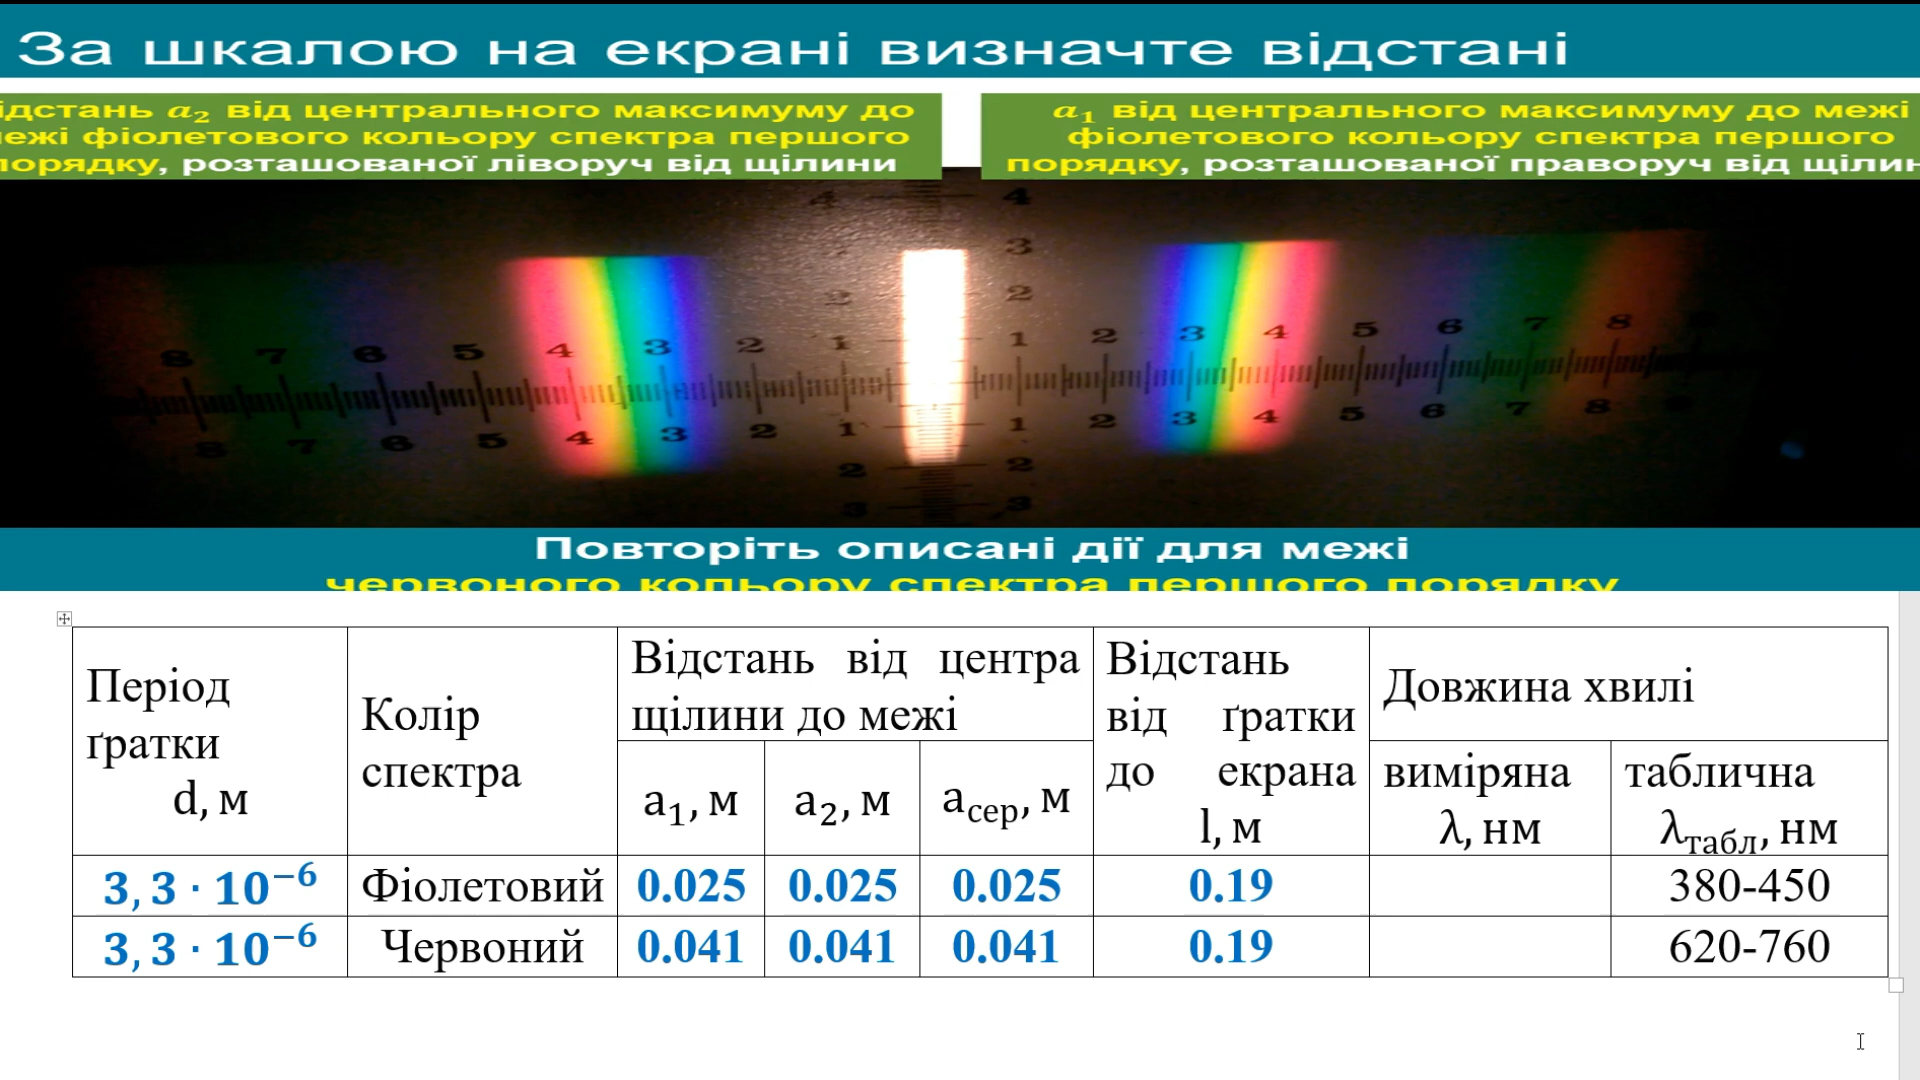 За шкалою на екрані визначте відстані
ідстань a₂ від центрального максимуму до
ежі фіолетового кольору спектра першого
порядку, розташованої ліворуч від щілини
a₁ від центрального максимуму до межі
фіолетового кольору спектра першого
порядку, розташованої праворуч від щілин
4 4
3
2 2
8 7 6 5 4 3 2 1 1 2 3 4 5 6 7 8
8 7 6 5 4 3 2 1 1 2 3 4 5 6 7 8
2 2
3 3
Повторіть описані дії для межі
червоного кольору спектра першого порядку
Період
ґратки
d, м
Колір
спектра
Відстань від центра
щілини до межі
a₁, м
a₂, м
aсер, м
Відстань
від ґратки
до екрана
l, м
Довжина хвилі
виміряна
λ, нм
таблична
λтабл, нм
3,3 · 10⁻⁶ Фіолетовий 0.025 0.025 0.025 0.19 380-450
3,3 · 10⁻⁶ Червоний 0.041 0.041 0.041 0.19 620-760